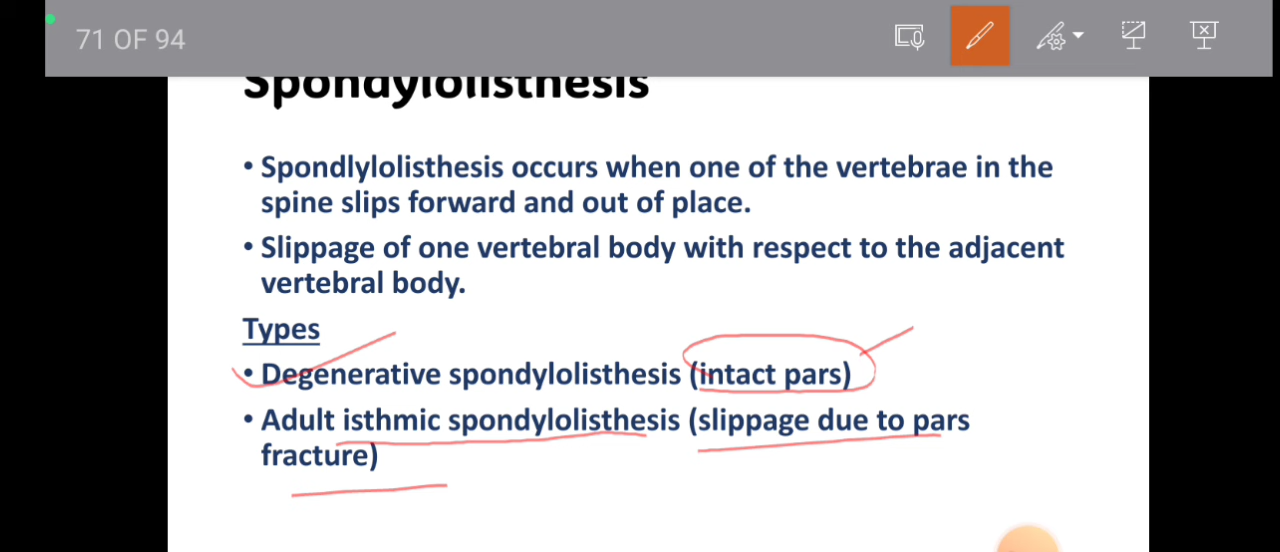 71 OF 94
Spondylolisthesis
• Spondlylolisthesis occurs when one of the vertebrae in the
spine slips forward and out of place.
• Slippage of one vertebral body with respect to the adjacent
vertebral body.
Types
• Degenerative spondylolisthesis (intact pars)
• Adult isthmic spondylolisthesis (slippage due to pars
fracture)